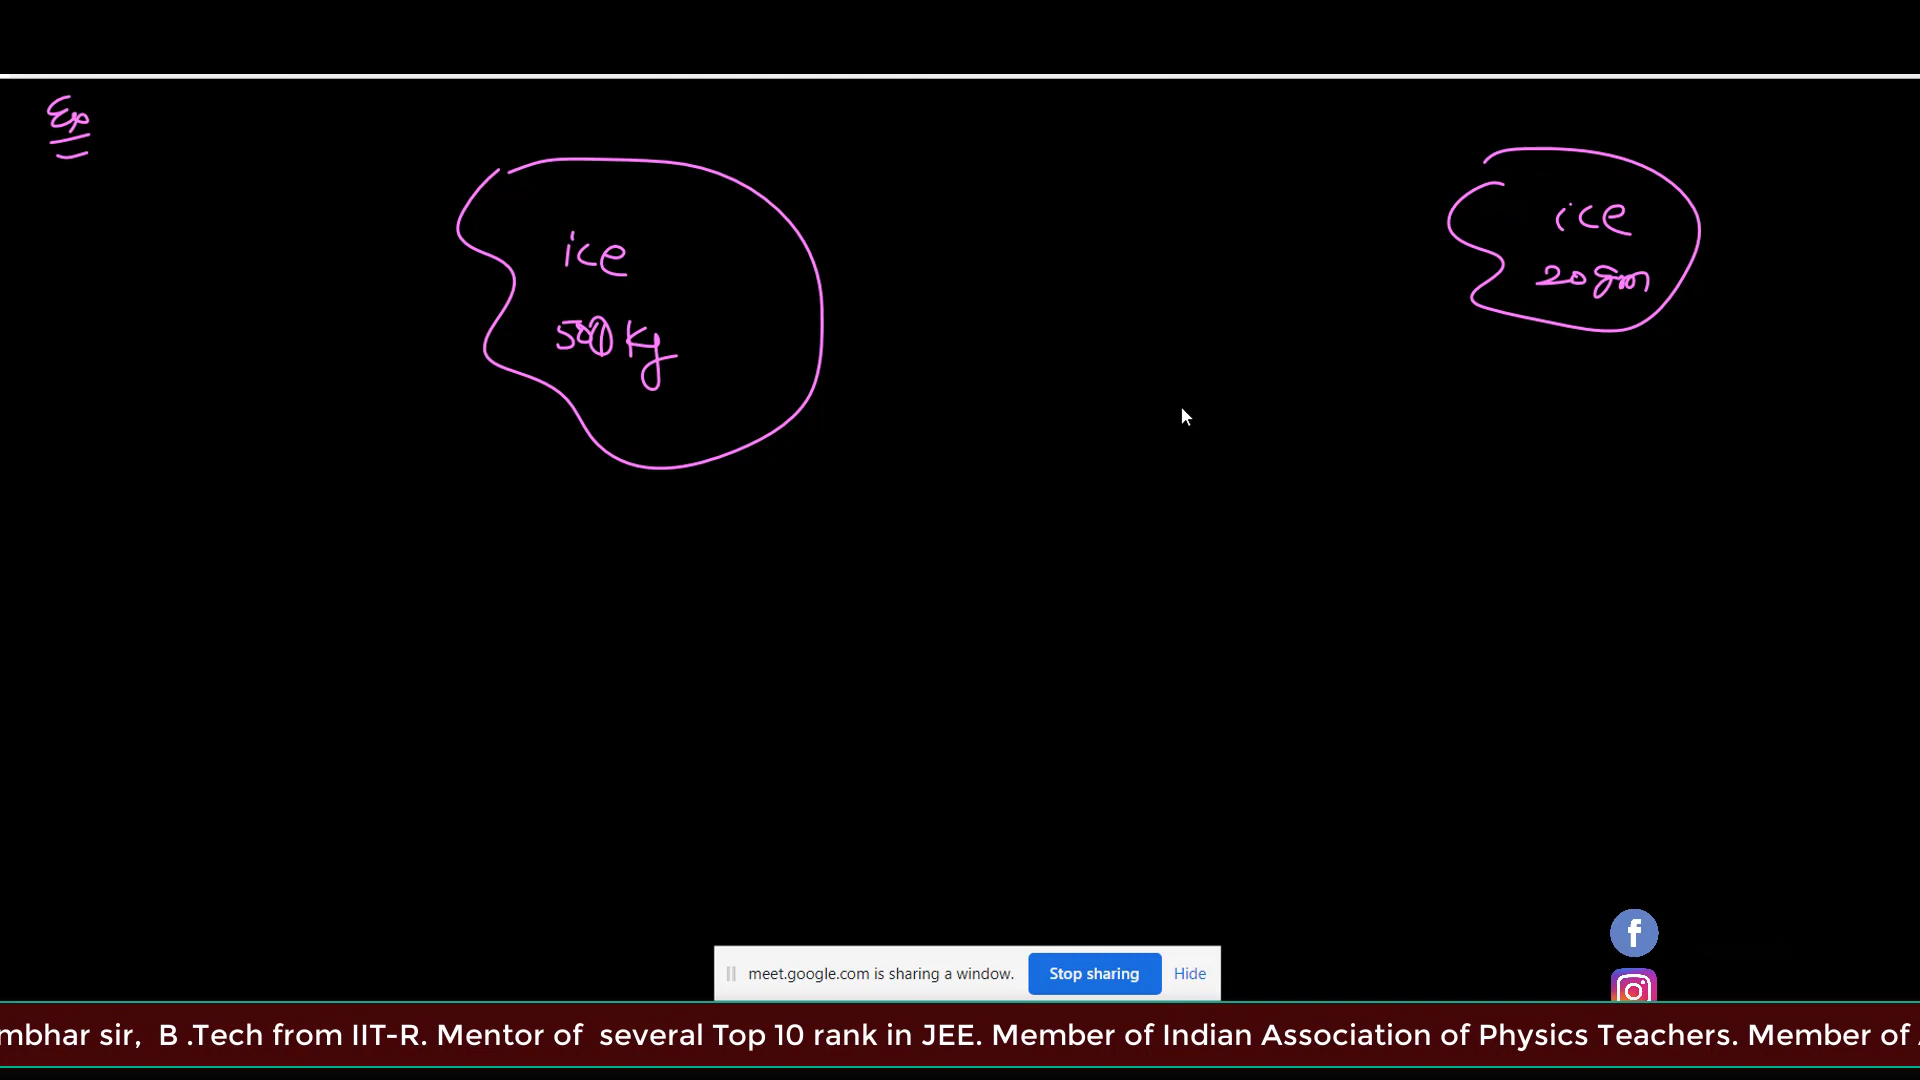 Ex
ice
500 Kg
ice
20 gm
meet.google.com is sharing a window.
Stop sharing
Hide
mbhar sir, B .Tech from IIT-R. Mentor of several Top 10 rank in JEE. Member of Indian Association of Physics Teachers. Member of